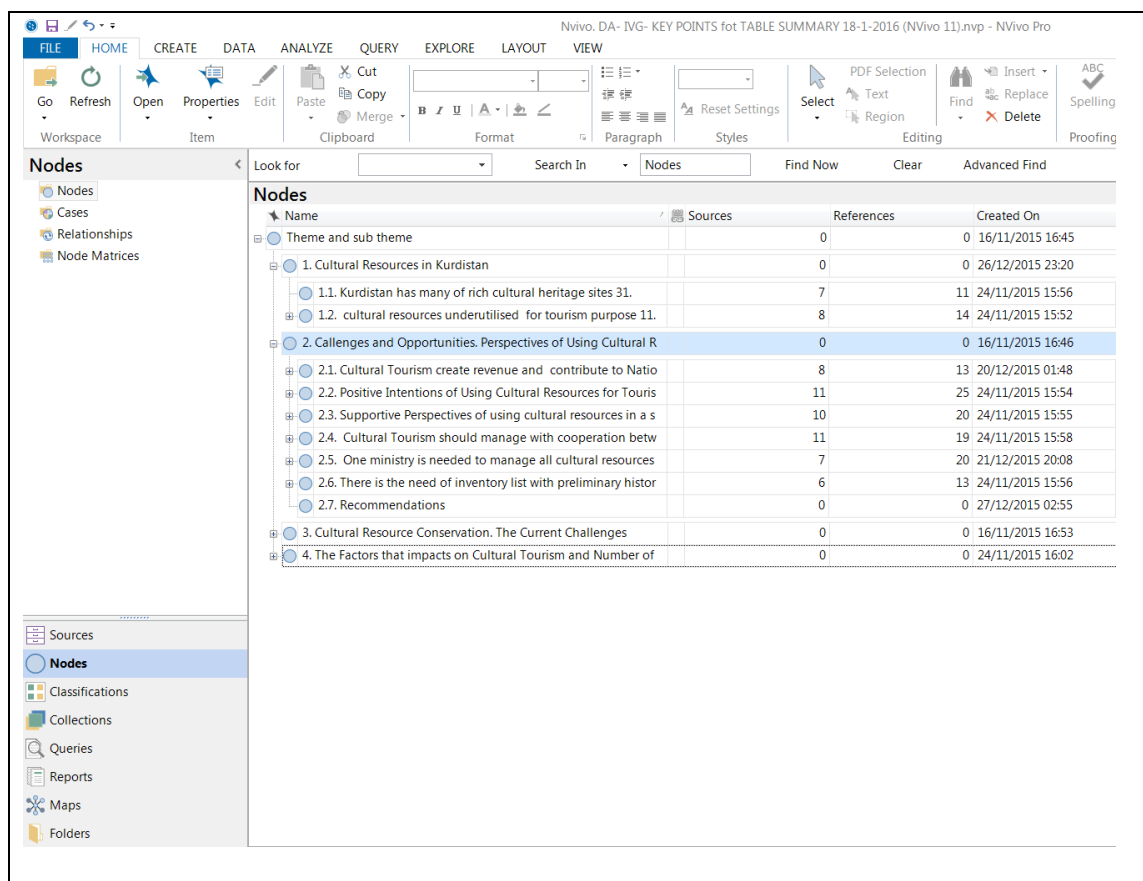 Nvivo. DA- IVG- KEY POINTS fot TABLE SUMMARY 18-1-2016 (NVivo 11).nvp - NVivo Pro
FILE HOME CREATE DATA ANALYZE QUERY EXPLORE LAYOUT VIEW
Go Refresh Open Properties Edit Paste Cut Copy Merge
B I U A
Reset Settings
Select PDF Selection Text Region Find Insert Replace Delete
ABC Spelling
Workspace Item Clipboard Format Paragraph Styles Editing Proofing
Nodes
Look for Search In Nodes Find Now Clear Advanced Find
Nodes
Cases
Relationships
Node Matrices
Nodes
Name Sources References Created On
Theme and sub theme 0 0 16/11/2015 16:45
1. Cultural Resources in Kurdistan 0 0 26/12/2015 23:20
1.1. Kurdistan has many of rich cultural heritage sites 31. 7 11 24/11/2015 15:56
1.2. cultural resources underutilised for tourism purpose 11. 8 14 24/11/2015 15:52
2. Callenges and Opportunities. Perspectives of Using Cultural R 0 0 16/11/2015 16:46
2.1. Cultural Tourism create revenue and contribute to Natio 8 13 20/12/2015 01:48
2.2. Positive Intentions of Using Cultural Resources for Touris 11 25 24/11/2015 15:54
2.3. Supportive Perspectives of using cultural resources in a s 10 20 24/11/2015 15:55
2.4. Cultural Tourism should manage with cooperation betw 11 19 24/11/2015 15:58
2.5. One ministry is needed to manage all cultural resources 7 20 21/12/2015 20:08
2.6. There is the need of inventory list with preliminary histor 6 13 24/11/2015 15:56
2.7. Recommendations 0 0 27/12/2015 02:55
3. Cultural Resource Conservation. The Current Challenges 0 0 16/11/2015 16:53
4. The Factors that impacts on Cultural Tourism and Number of 0 0 24/11/2015 16:02
Sources
Nodes
Classifications
Collections
Queries
Reports
Maps
Folders